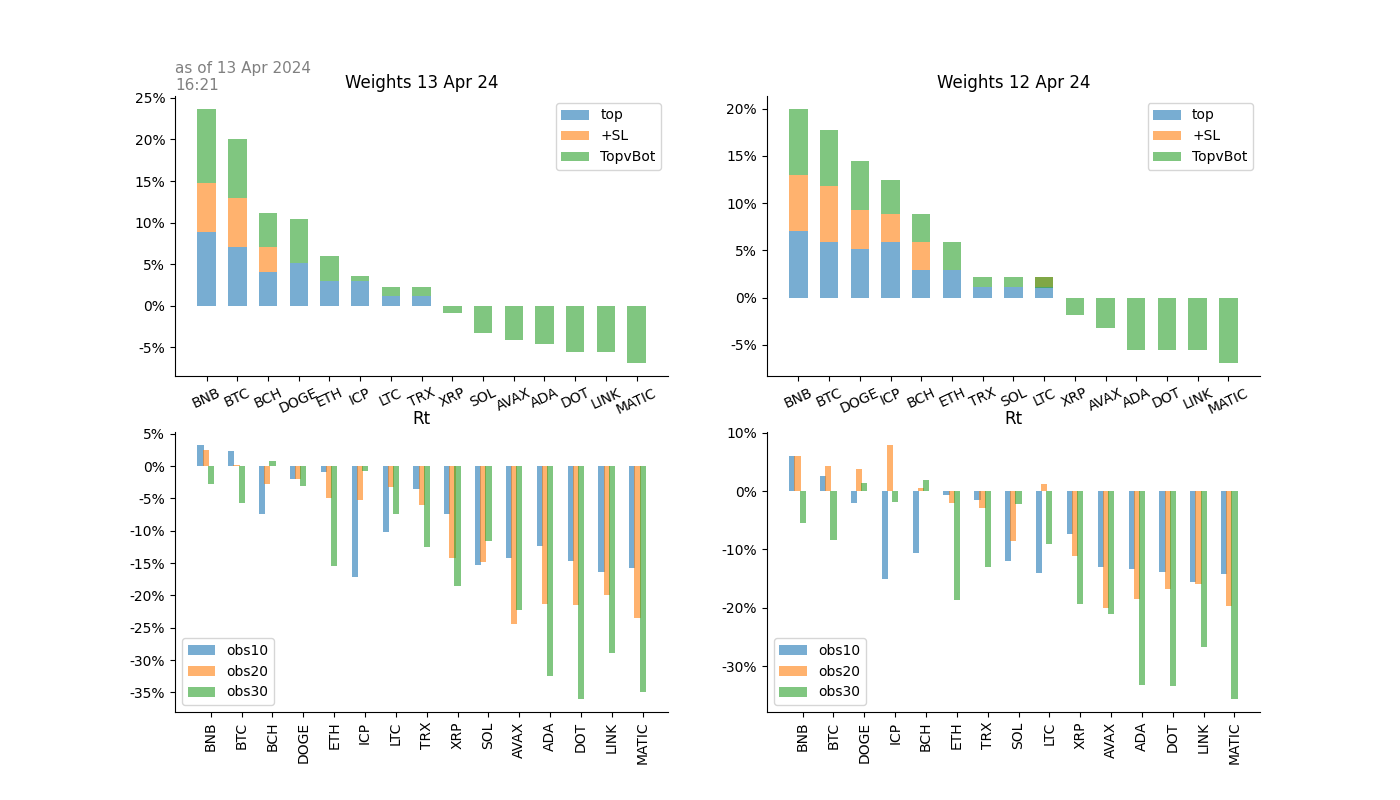 as of 13 Apr 2024
16:21
Weights 13 Apr 24
25%
20%
15%
10%
5%
0%
-5%
top
+SL
TopvBot
BNB BTC BCH DOGE ETH ICP LTC TRX XRP SOL AVAX ADA DOT LINK MATIC
Weights 12 Apr 24
20%
15%
10%
5%
0%
-5%
top
+SL
TopvBot
BNB BTC DOGE ICP BCH ETH TRX SOL LTC XRP AVAX ADA DOT LINK MATIC
Rt
5%
0%
-5%
-10%
-15%
-20%
-25%
-30%
-35%
obs10
obs20
obs30
BNB BTC BCH DOGE ETH ICP LTC TRX XRP SOL AVAX ADA DOT LINK MATIC
Rt
10%
0%
-10%
-20%
-30%
obs10
obs20
obs30
BNB BTC DOGE ICP BCH ETH TRX SOL LTC XRP AVAX ADA DOT LINK MATIC